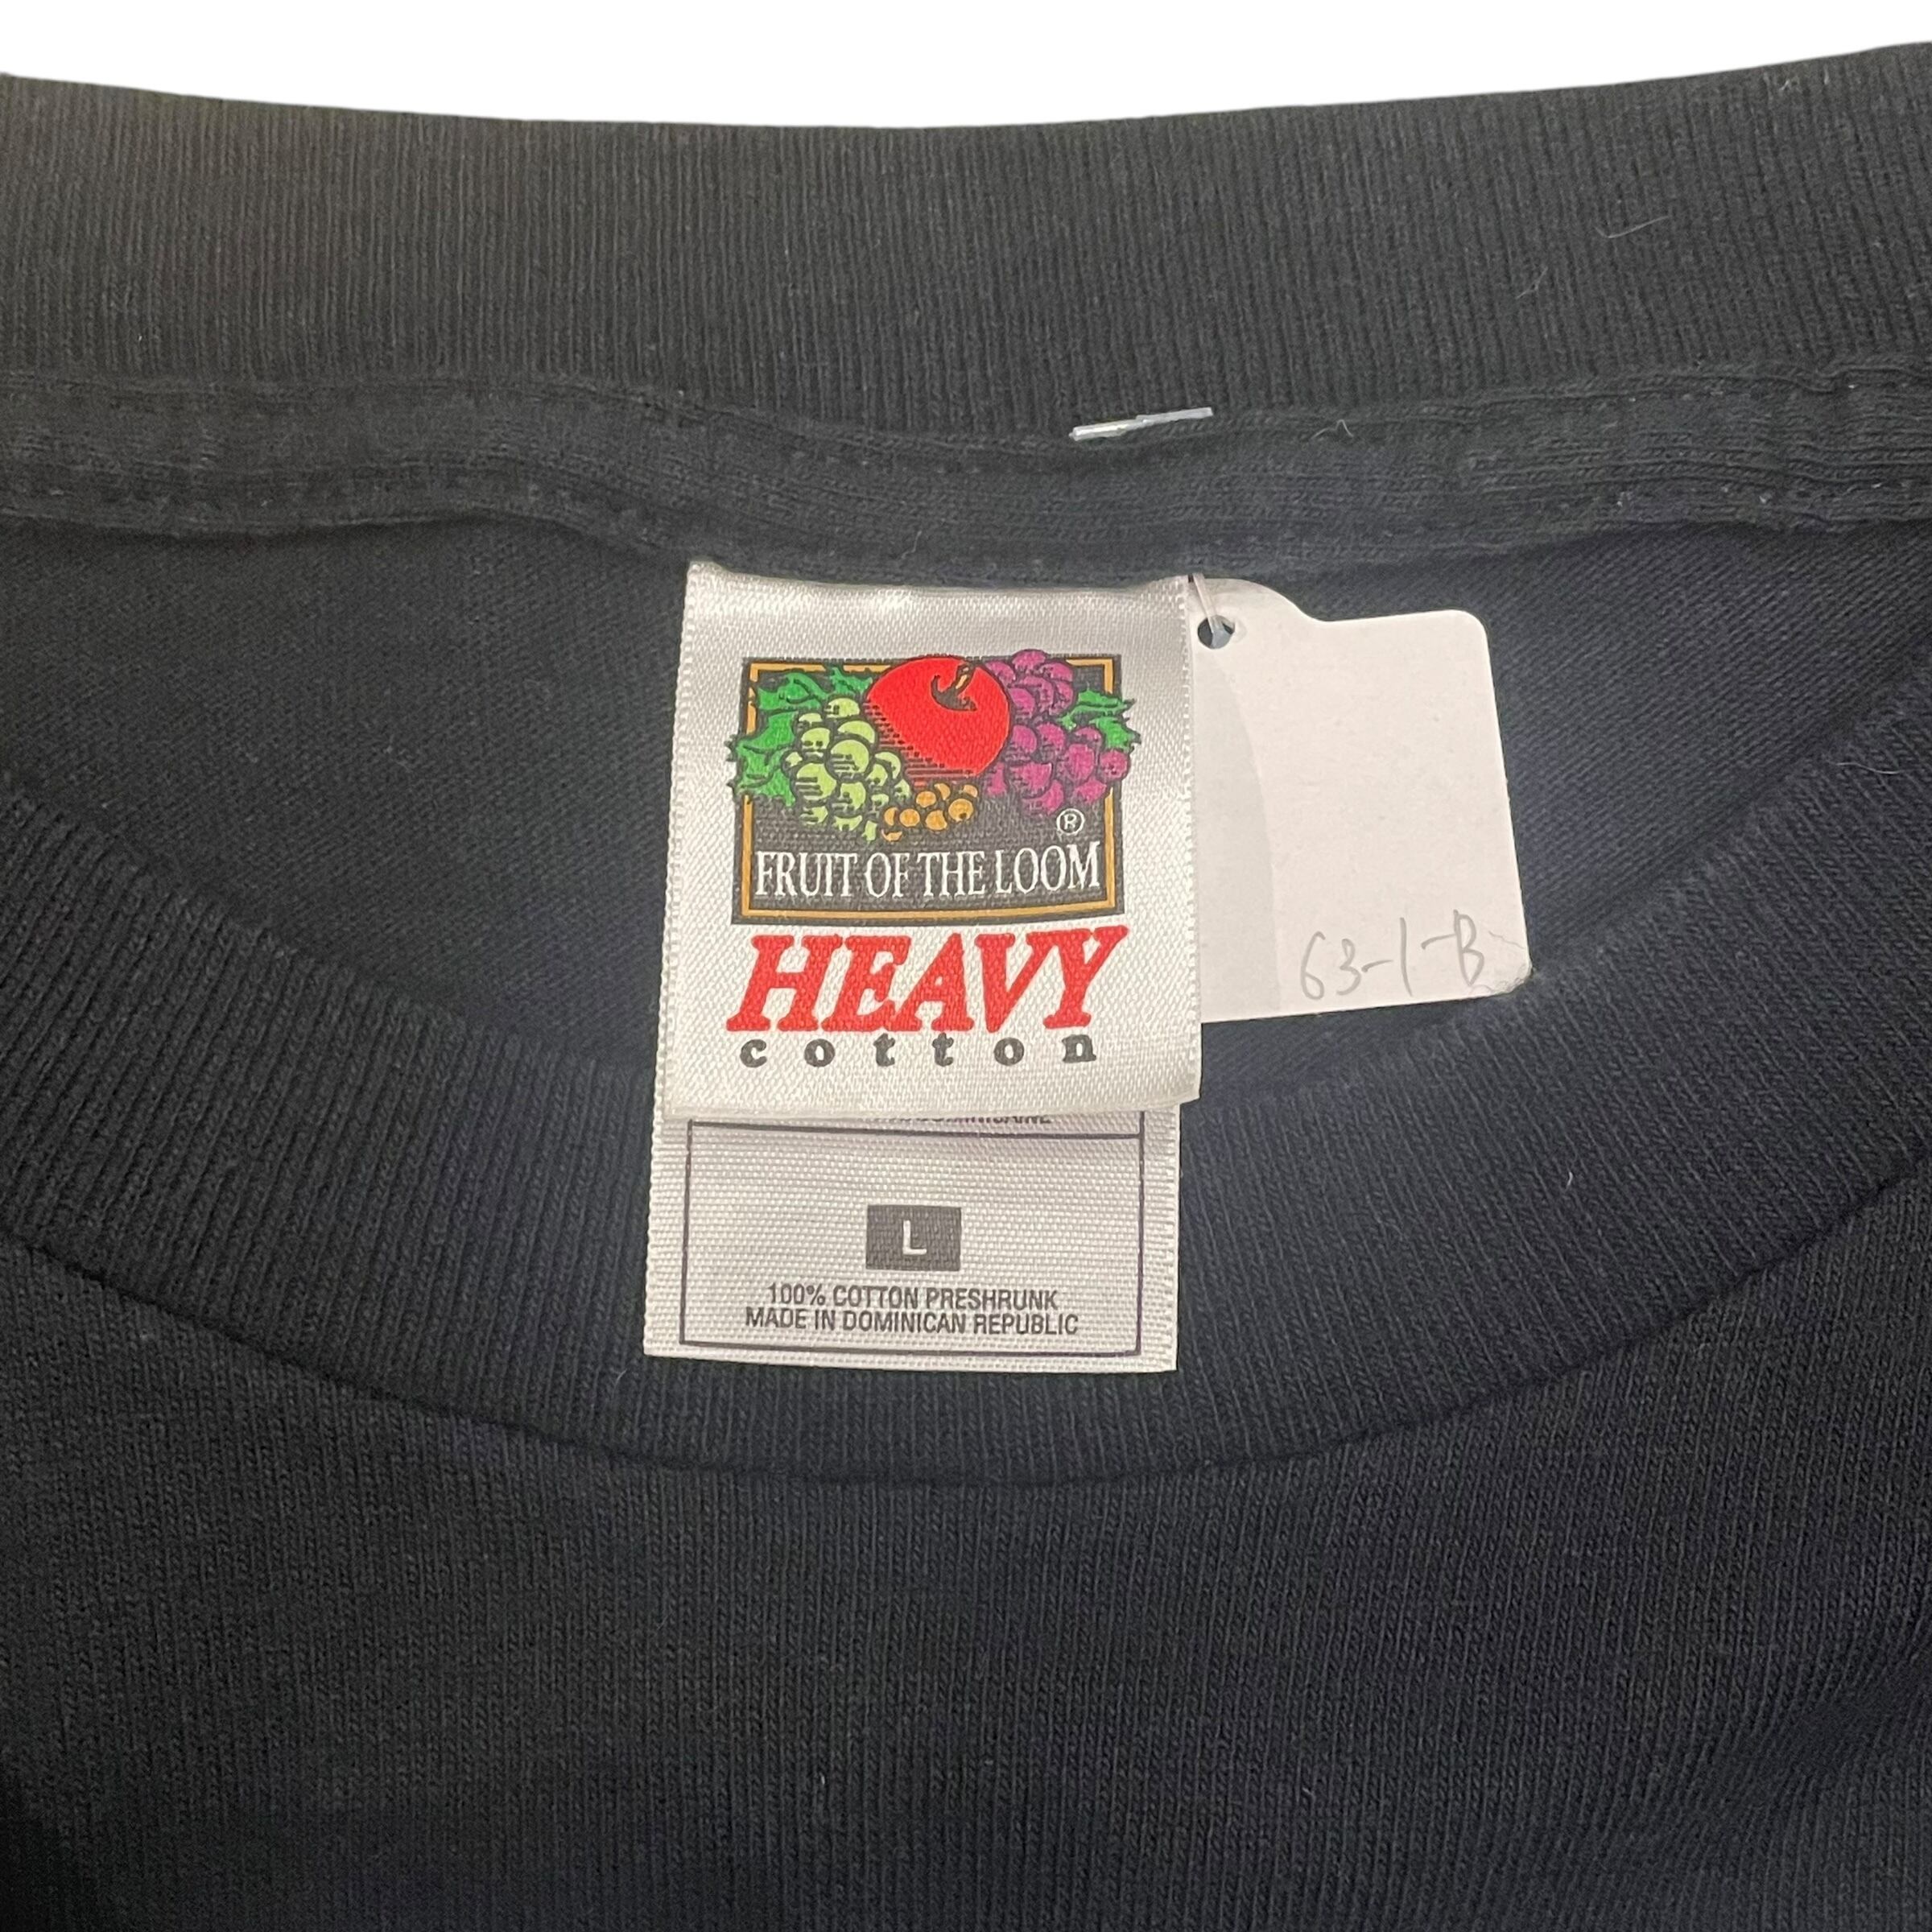 ®
FRUIT OF THE LOOM
HEAVY
cotton
63-1-B
L
100% COTTON PRESHRUNK
MADE IN DOMINICAN REPUBLIC